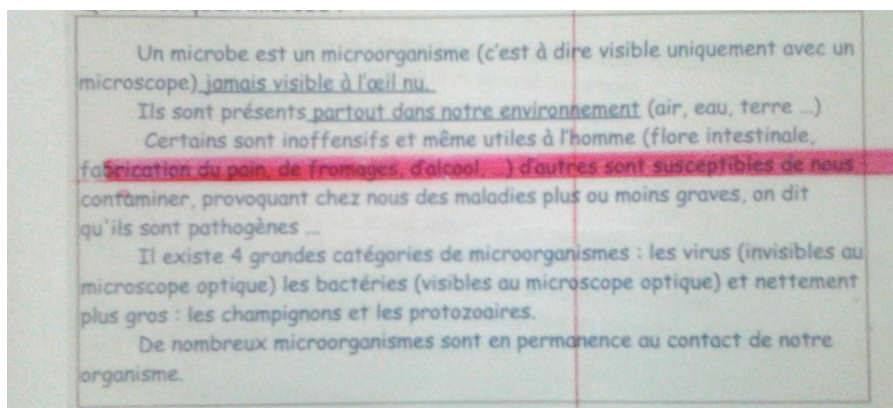 Un microbe est un microorganisme (c'est à dire visible uniquement avec un
microscope) jamais visible à l'œil nu.
Ils sont présents partout dans notre environnement (air, eau, terre ...)
Certains sont inoffensifs et même utiles à l'homme (flore intestinale,
fabrication du pain, de fromages, d'alcool, ...) d'autres sont susceptibles de nous
contaminer, provoquant chez nous des maladies plus ou moins graves, on dit
qu'ils sont pathogènes ...
Il existe 4 grandes catégories de microorganismes : les virus (invisibles au
microscope optique) les bactéries (visibles au microscope optique) et nettement
plus gros : les champignons et les protozoaires.
De nombreux microorganismes sont en permanence au contact de notre
organisme.